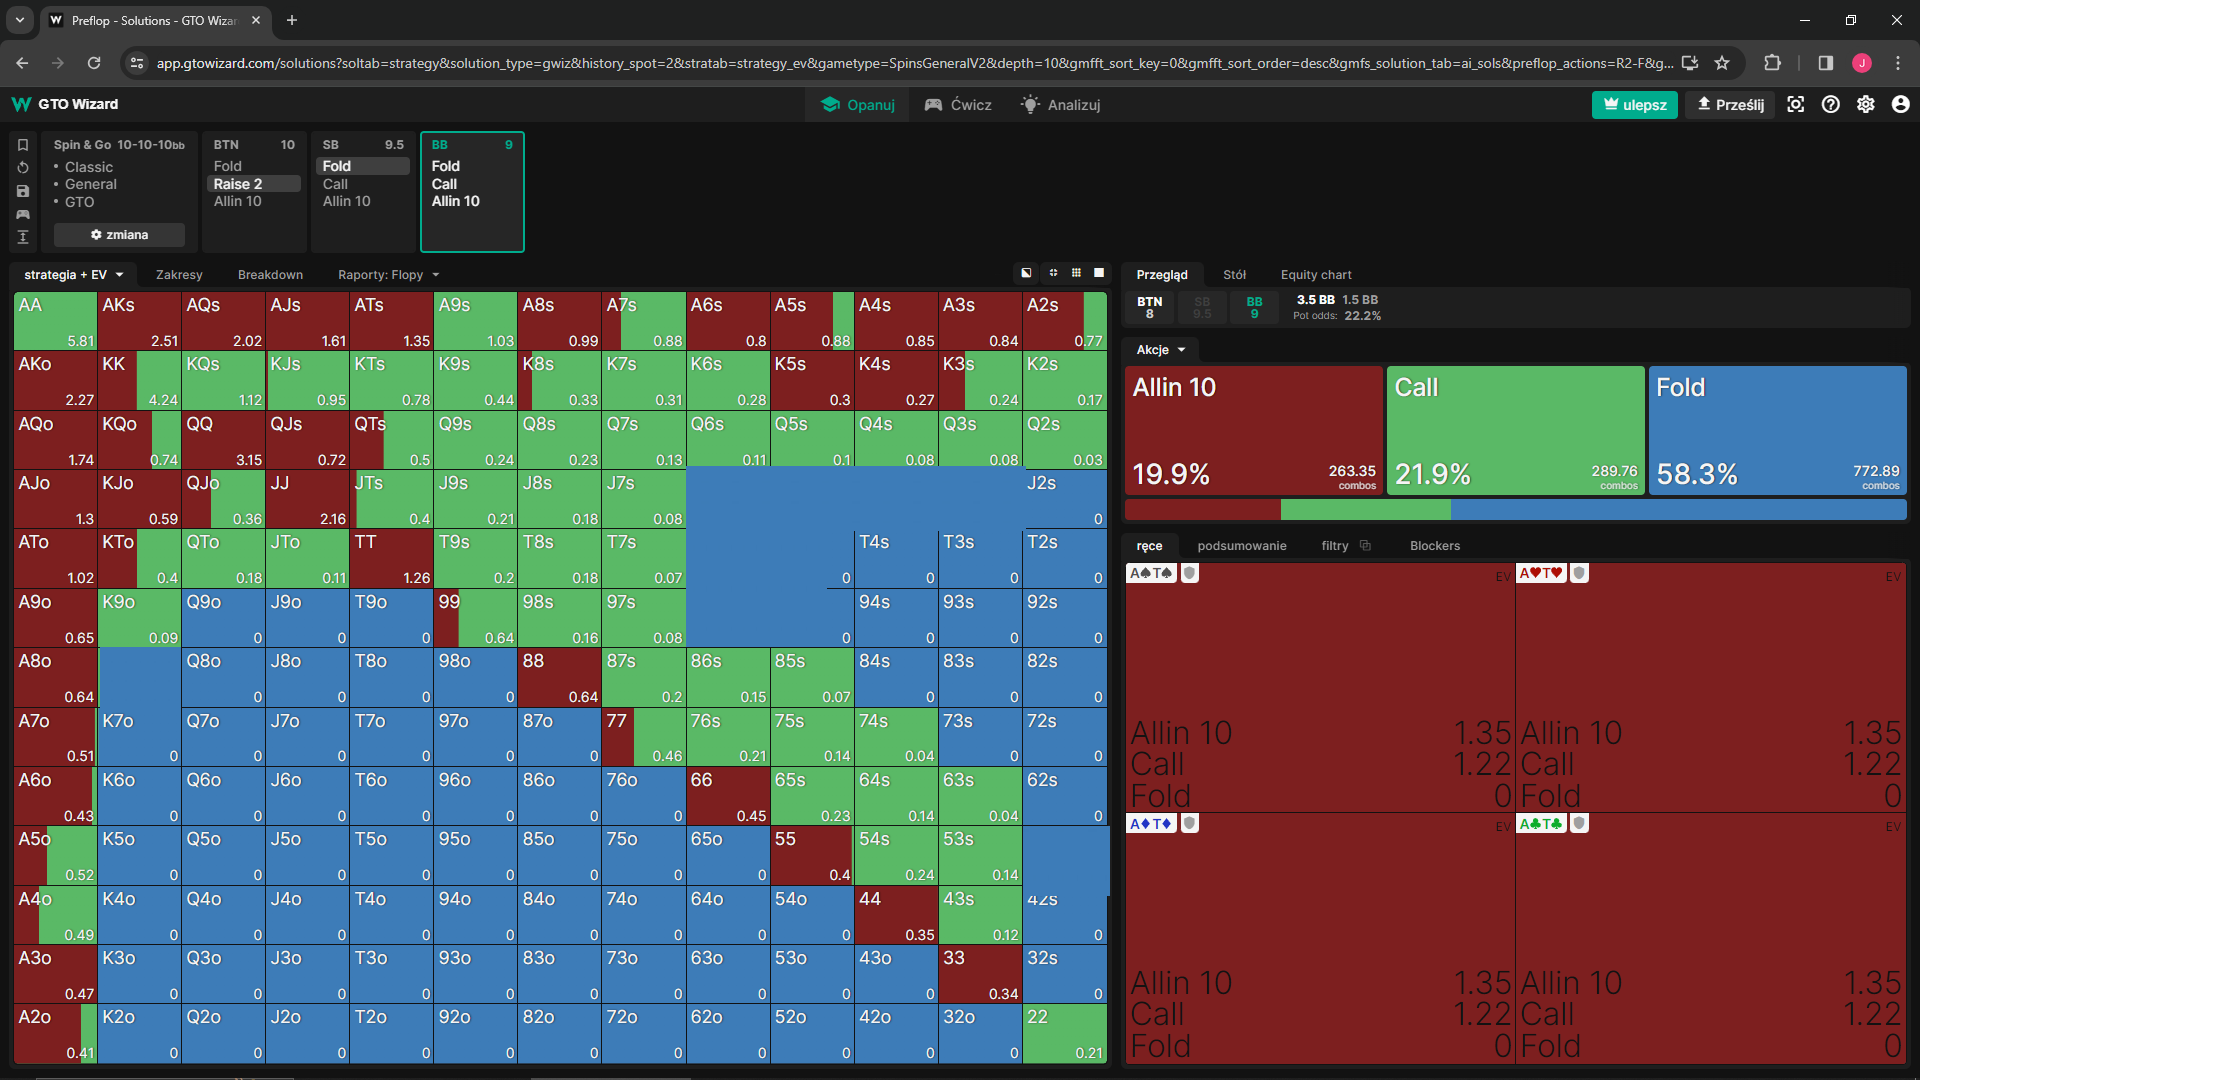 Preflop - Solutions - GTO Wizar
app.gtowizard.com/solutions?soltab=strategy&solution_type=gwiz&history_spot=2&stratab=strategy_ev&gametype=SpinsGeneralV2&depth=10&gmfft_sort_key=0&gmfft_sort_order=desc&gmfs_solution_tab=ai_sols&preflop_actions=R2-F&g...
J
GTO Wizard
Opanuj
Ćwicz
Analizuj
ulepsz
Prześlij
Spin & Go 10-10-10bb
• Classic
• General
• GTO
zmiana
BTN 10
Fold
Raise 2
Allin 10
SB 9.5
Fold
Call
Allin 10
BB 9
Fold
Call
Allin 10
strategia + EV
Zakresy
Breakdown
Raporty: Flopy
AA AKs AQs AJs ATs A9s A8s A7s A6s A5s A4s A3s A2s
5.81 2.51 2.02 1.61 1.35 1.03 0.99 0.88 0.8 0.88 0.85 0.84 0.77
AKo KK KQs KJs KTs K9s K8s K7s K6s K5s K4s K3s K2s
2.27 4.24 1.12 0.95 0.78 0.44 0.33 0.31 0.28 0.3 0.27 0.24 0.17
AQo KQo QQ QJs QTs Q9s Q8s Q7s Q6s Q5s Q4s Q3s Q2s
1.74 0.74 3.15 0.72 0.5 0.24 0.23 0.13 0.11 0.1 0.08 0.08 0.03
AJo KJo QJo JJ JTs J9s J8s J7s J2s
1.3 0.59 0.36 2.16 0.4 0.21 0.18 0.08 0
ATo KTo QTo JTo TT T9s T8s T7s T4s T3s T2s
1.02 0.4 0.18 0.11 1.26 0.2 0.18 0.07 0 0 0 0
A9o K9o Q9o J9o T9o 99 98s 97s 94s 93s 92s
0.65 0.09 0 0 0 0.64 0.16 0.08 0 0 0 0
A8o Q8o J8o T8o 98o 88 87s 86s 85s 84s 83s 82s
0.64 0 0 0 0 0.64 0.2 0.15 0.07 0 0 0
A7o K7o Q7o J7o T7o 97o 87o 77 76s 75s 74s 73s 72s
0.51 0 0 0 0 0 0 0.46 0.21 0.14 0.04 0 0
A6o K6o Q6o J6o T6o 96o 86o 76o 66 65s 64s 63s 62s
0.43 0 0 0 0 0 0 0 0.45 0.23 0.14 0.04 0
A5o K5o Q5o J5o T5o 95o 85o 75o 65o 55 54s 53s
0.52 0 0 0 0 0 0 0 0 0.4 0.24 0.14
A4o K4o Q4o J4o T4o 94o 84o 74o 64o 54o 44 43s 42s
0.49 0 0 0 0 0 0 0 0 0 0.35 0.12 0
A3o K3o Q3o J3o T3o 93o 83o 73o 63o 53o 43o 33 32s
0.47 0 0 0 0 0 0 0 0 0 0 0.34 0
A2o K2o Q2o J2o T2o 92o 82o 72o 62o 52o 42o 32o 22
0.41 0 0 0 0 0 0 0 0 0 0 0 0.21
Przegląd
Stół
Equity chart
BTN SB BB 3.5 BB 1.5 BB
8 9.5 9 Pot odds: 22.2%
Akcje
Allin 10 Call Fold
19.9% 263.35 combos 21.9% 289.76 combos 58.3% 772.89 combos
ręce
podsumowanie
filtry
Blockers
A♠T♠ EV A♥T♥ EV
Allin 10 1.35 Allin 10 1.35
Call 1.22 Call 1.22
Fold 0 Fold 0
A♦T♦ EV A♣T♣ EV
Allin 10 1.35 Allin 10 1.35
Call 1.22 Call 1.22
Fold 0 Fold 0